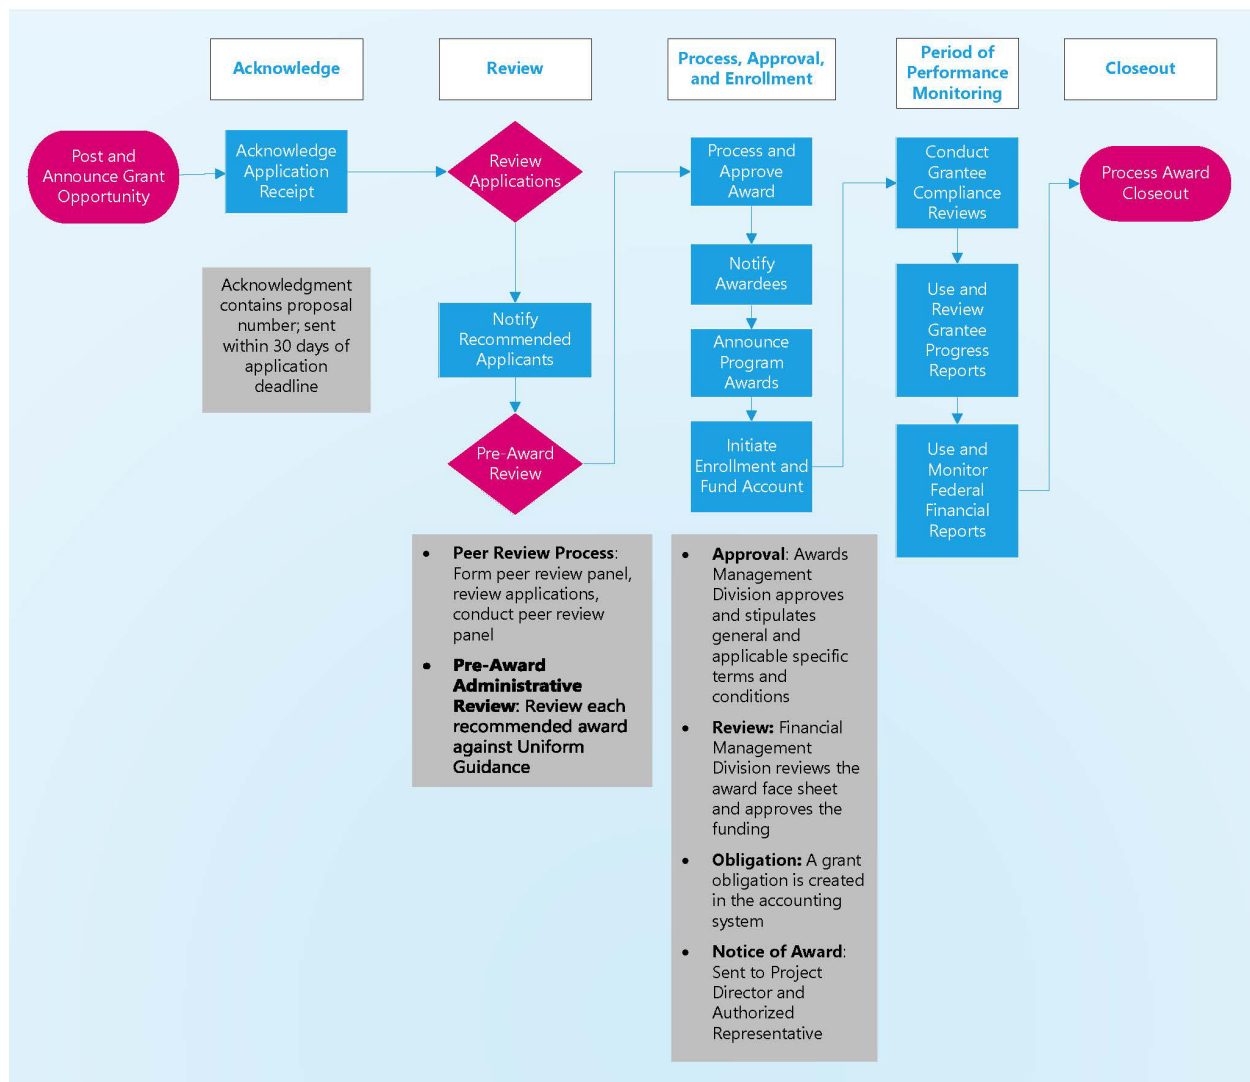 Acknowledge
Review
Process, Approval,
and Enrollment
Period of
Performance
Monitoring
Closeout
Post and
Announce Grant
Opportunity
Acknowledge
Application
Receipt
Acknowledgment
contains proposal
number; sent
within 30 days of
application
deadline
Review
Applications
Notify
Recommended
Applicants
Pre-Award
Review
• Peer Review Process:
Form peer review panel,
review applications,
conduct peer review
panel
• Pre-Award
Administrative
Review: Review each
recommended award
against Uniform
Guidance
Process and
Approve
Award
Notify
Awardees
Announce
Program
Awards
Initiate
Enrollment and
Fund Account
• Approval: Awards
Management
Division approves
and stipulates
general and
applicable specific
terms and
conditions
• Review: Financial
Management
Division reviews the
award face sheet
and approves the
funding
• Obligation: A grant
obligation is created
in the accounting
system
• Notice of Award:
Sent to Project
Director and
Authorized
Representative
Conduct
Grantee
Compliance
Reviews
Use and
Review
Grantee
Progress
Reports
Use and
Monitor
Federal
Financial
Reports
Process Award
Closeout